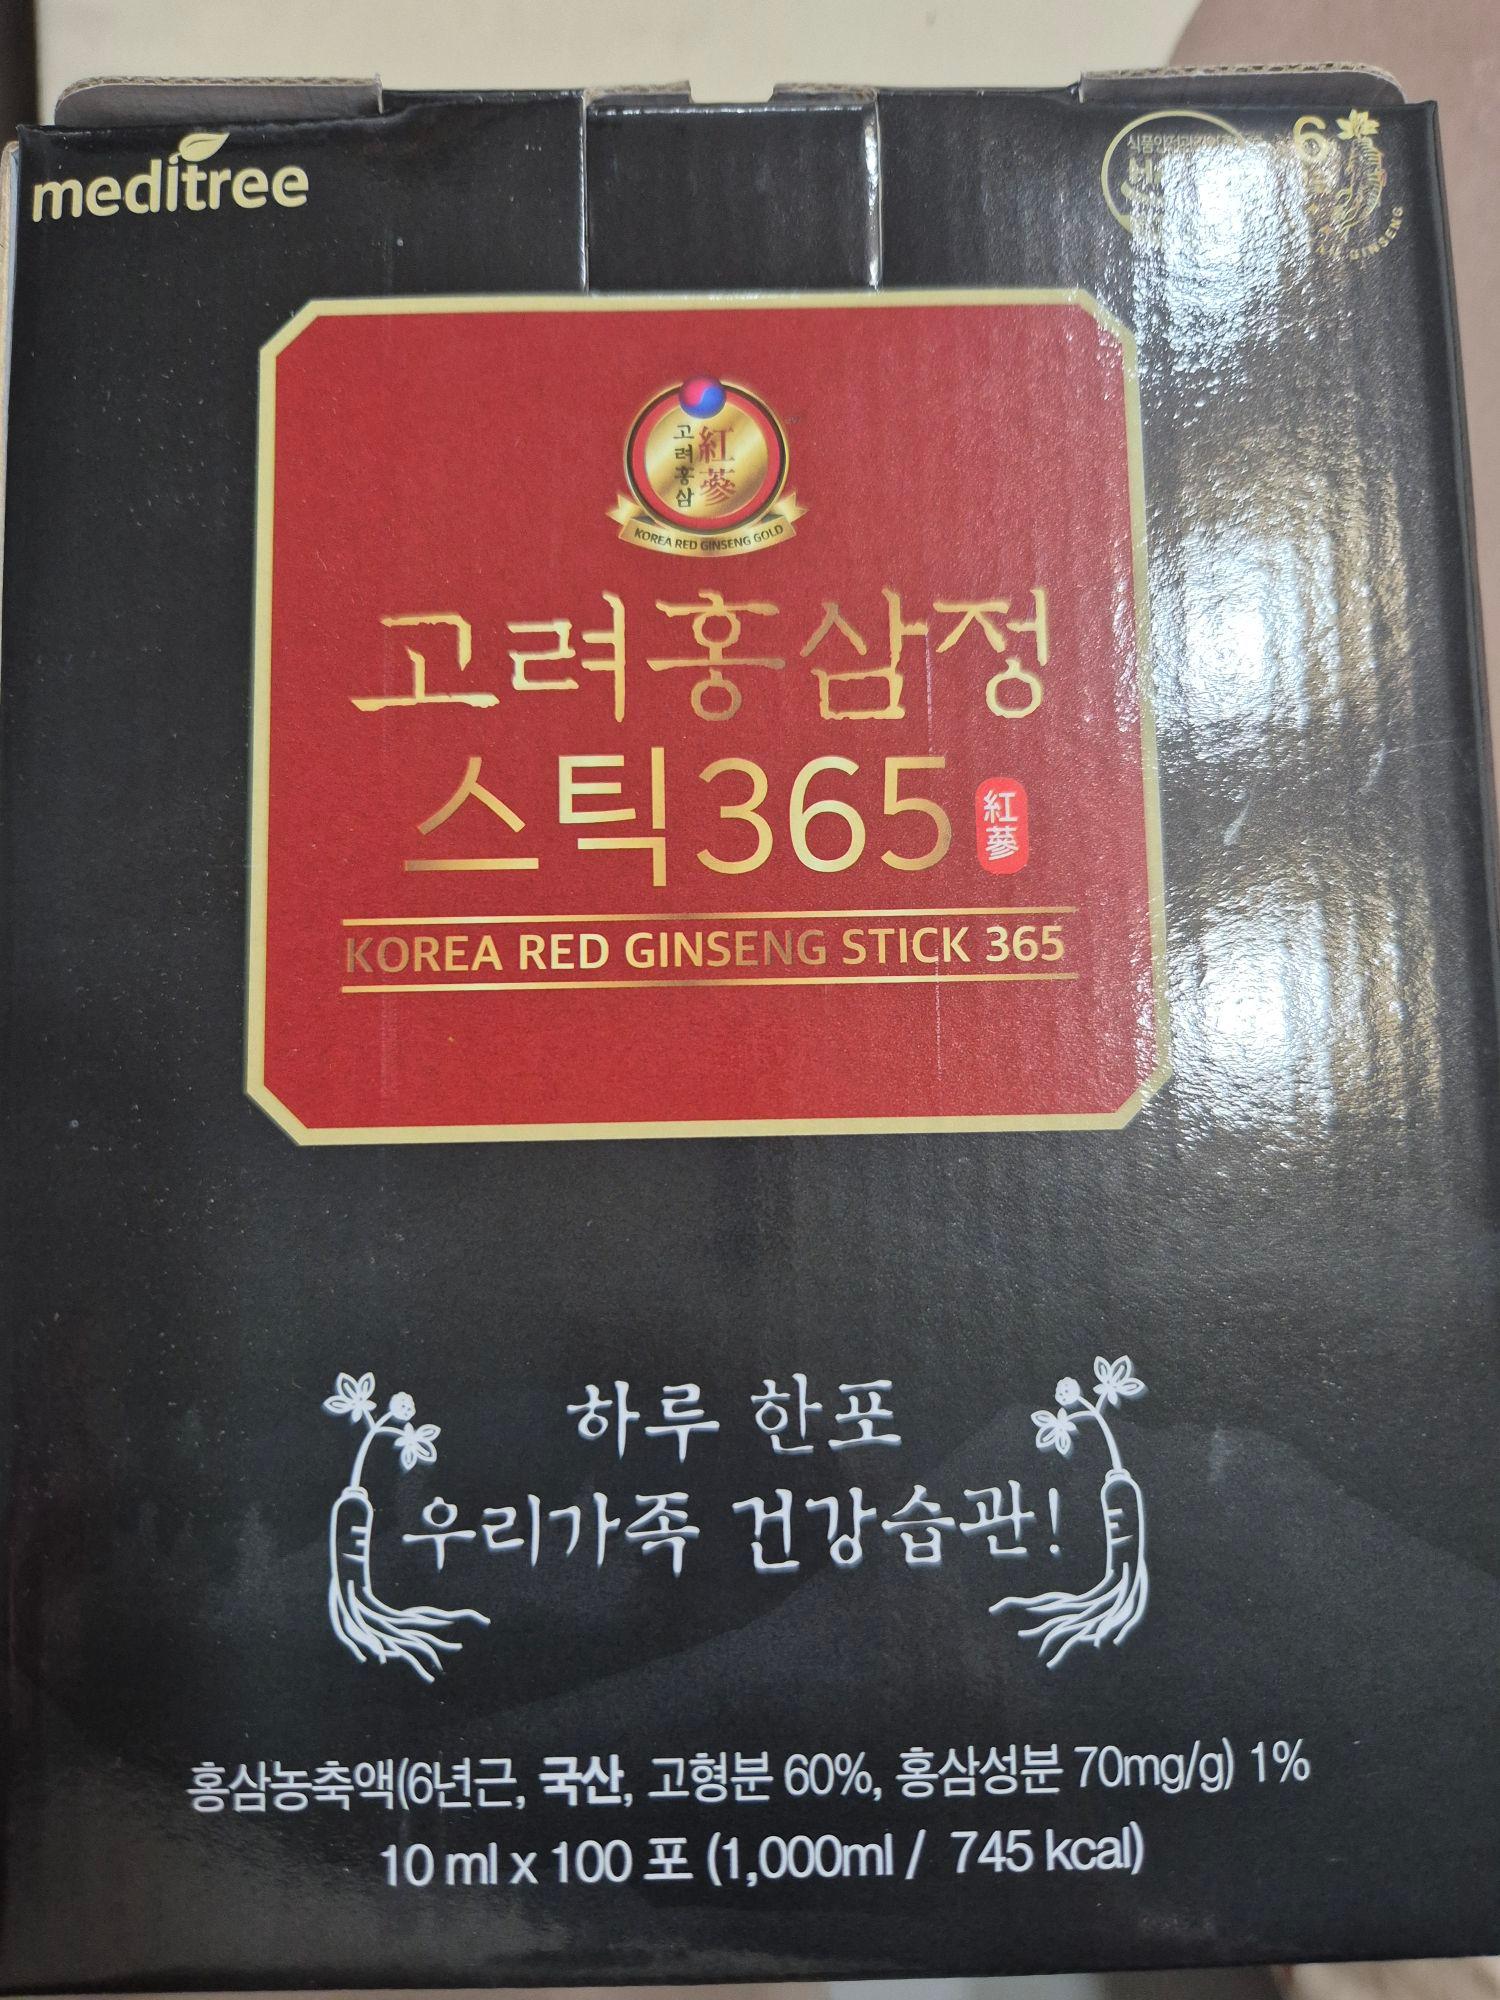 meditree
6
GINSENG
고려홍삼
紅蔘
KOREA RED GINSENG GOLD
고려홍삼정
스틱365
紅蔘
KOREA RED GINSENG STICK 365
하루 한포
우리가족 건강습관!
홍삼농축액(6년근, 국산, 고형분 60%, 홍삼성분 70mg/g) 1%
10 ml x 100 포 (1,000ml / 745 kcal)